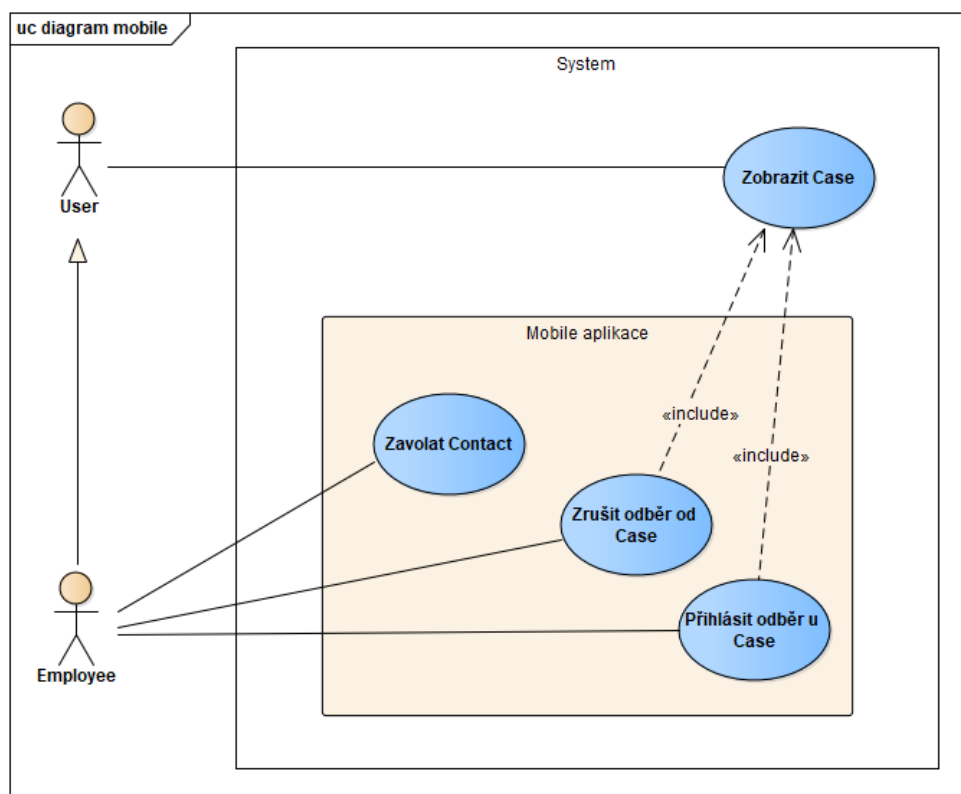 uc diagram mobile
System
User
Zobrazit Case
Mobile aplikace
Zavolat Contact
«include»
«include»
Zrušit odběr od
Case
Přihlásit odběr u
Case
Employee